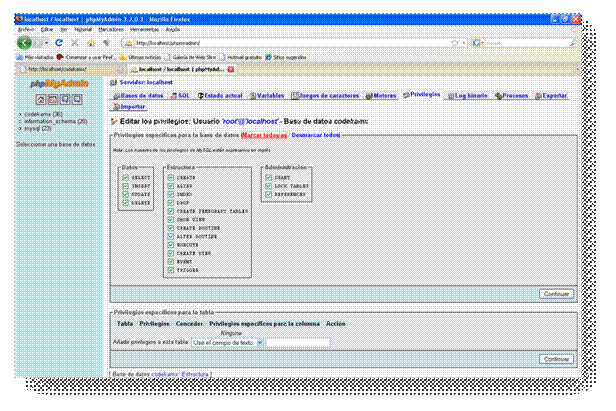 localhost / localhost | phpMyAdmin 3.2.0.1 - Mozilla Firefox
Archivo Editar Ver Historial Marcadores Herramientas Ayuda
http://localhost/phpmyadmin/
Más visitados Comenzar a usar Firef... Últimas noticias Galería de Web Slice Hotmail gratuito Sitios sugeridos
http://localhost/codekamx/ localhost / localhost | phpMyAd...
phpMyAdmin
codekamx (36)
information_schema (28)
mysql (23)
Seleccionar una base de datos
Servidor: localhost
Bases de datos SQL Estado actual Variables Juegos de caracteres Motores Privilegios Log binario Procesos Exportar
Importar
Editar los privilegios: Usuario 'root'@'localhost' - Base de datos codekamx
Privilegios específicos para la base de datos (Marcar todos/as / Desmarcar todos)
Nota: Los nombres de los privilegios de MySQL están expresados en inglés
Datos
SELECT
INSERT
UPDATE
DELETE
Estructura
CREATE
ALTER
INDEX
DROP
CREATE TEMPORARY TABLES
SHOW VIEW
CREATE ROUTINE
ALTER ROUTINE
EXECUTE
CREATE VIEW
EVENT
TRIGGER
Administración
GRANT
LOCK TABLES
REFERENCES
Continuar
Privilegios específicos para la tabla
Tabla Privilegios Conceder Privilegios específicos para la columna Acción
Ninguna
Añadir privilegios a esta tabla Use el campo de texto:
Continuar
[ Base de datos codekamx: Estructura ]